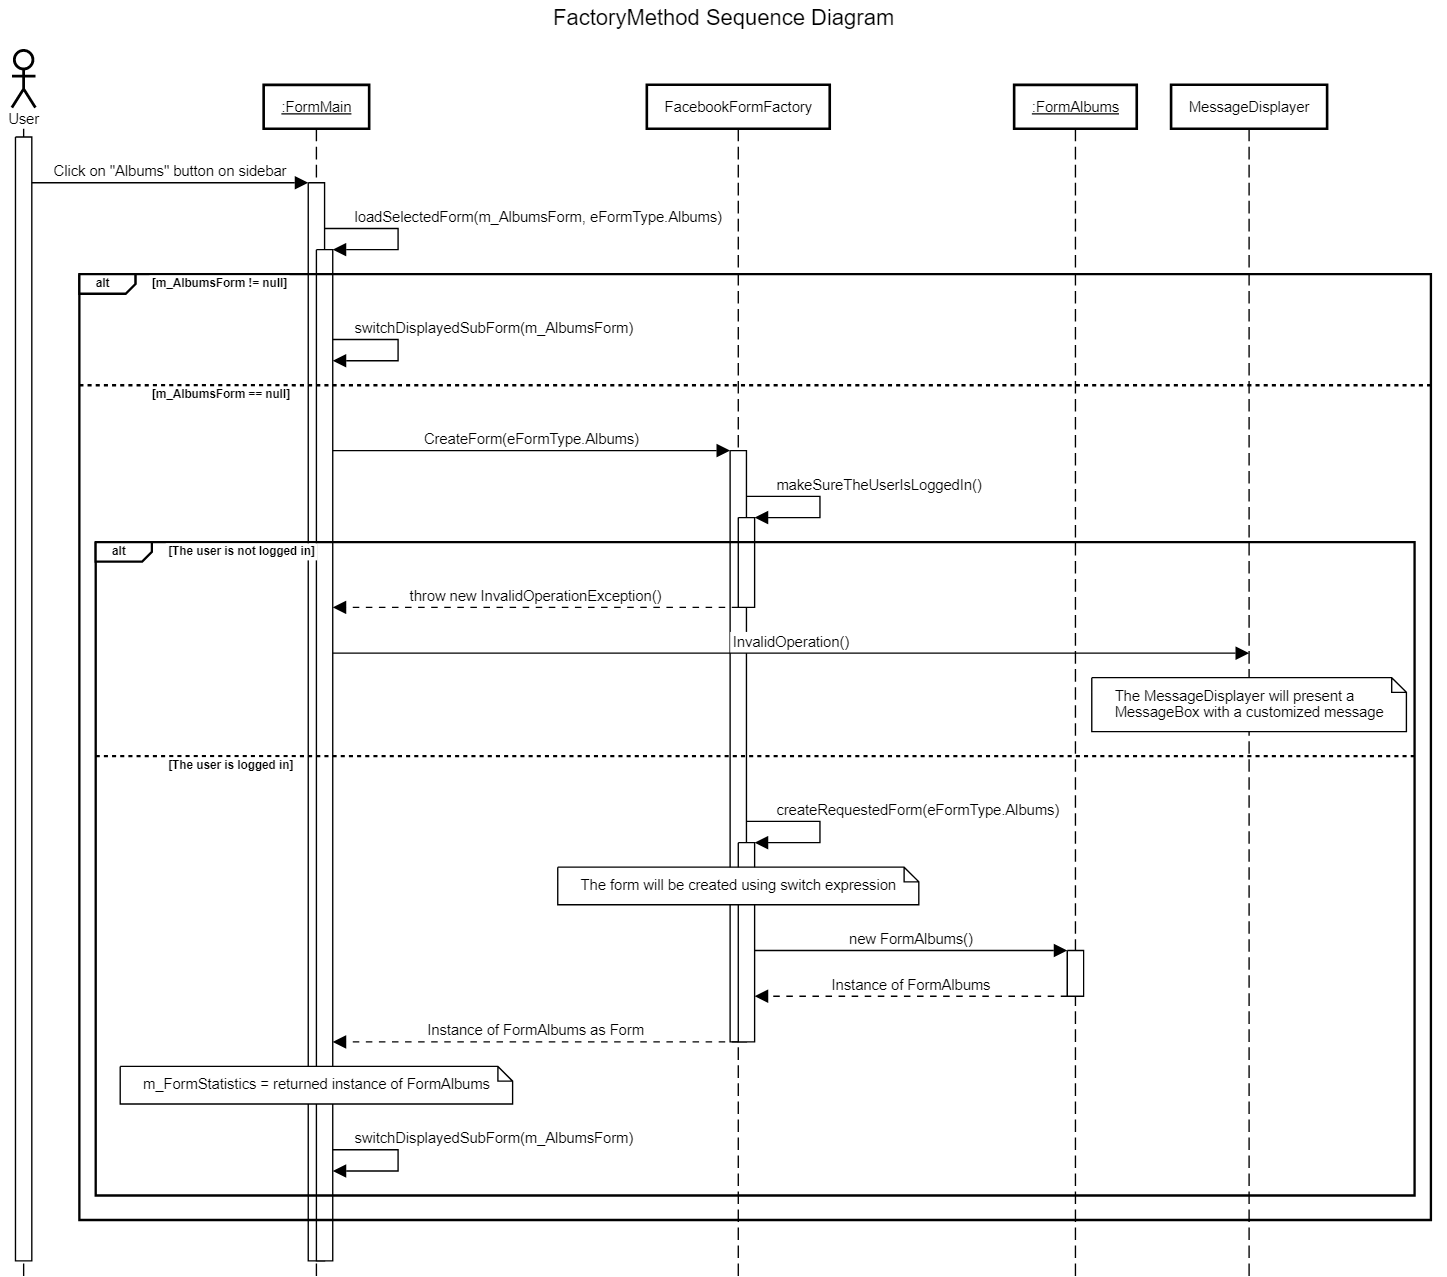 FactoryMethod Sequence Diagram
User
:FormMain
FacebookFormFactory
:FormAlbums
MessageDisplayer
Click on "Albums" button on sidebar
loadSelectedForm(m_AlbumsForm, eFormType.Albums)
alt
[m_AlbumsForm != null]
switchDisplayedSubForm(m_AlbumsForm)
[m_AlbumsForm == null]
CreateForm(eFormType.Albums)
makeSureTheUserIsLoggedIn()
alt
[The user is not logged in]
throw new InvalidOperationException()
InvalidOperation()
The MessageDisplayer will present a
MessageBox with a customized message
[The user is logged in]
createRequestedForm(eFormType.Albums)
The form will be created using switch expression
new FormAlbums()
Instance of FormAlbums
Instance of FormAlbums as Form
m_FormStatistics = returned instance of FormAlbums
switchDisplayedSubForm(m_AlbumsForm)